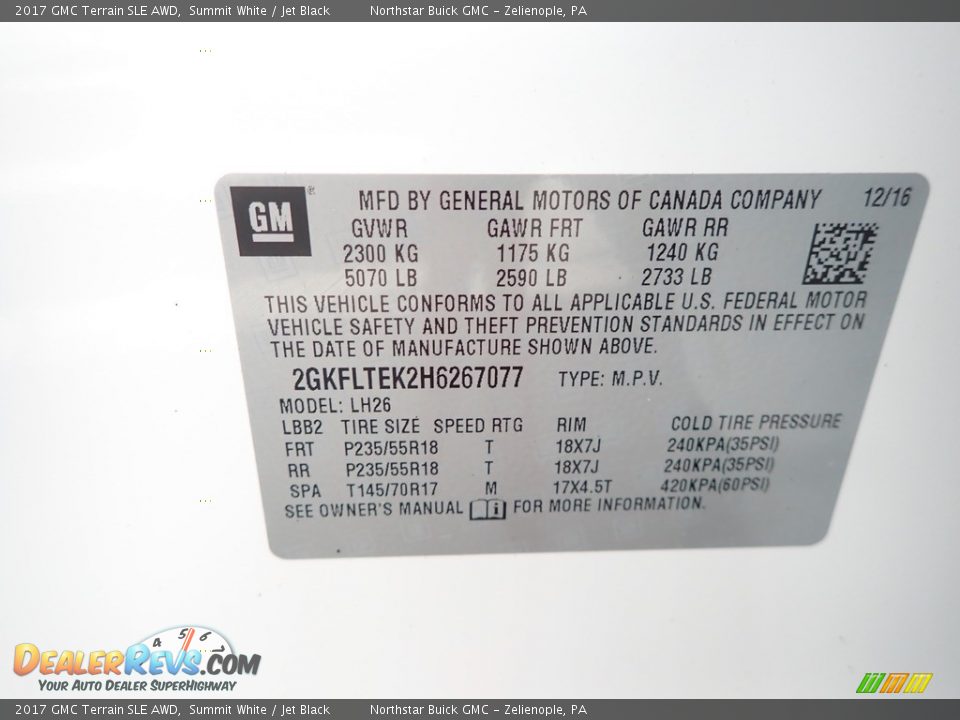 2017 GMC Terrain SLE AWD, Summit White / Jet Black Northstar Buick GMC - Zelienople, PA
GM ®
MFD BY GENERAL MOTORS OF CANADA COMPANY 12/16
GVWR GAWR FRT GAWR RR
2300 KG 1175 KG 1240 KG
5070 LB 2590 LB 2733 LB
THIS VEHICLE CONFORMS TO ALL APPLICABLE U.S. FEDERAL MOTOR
VEHICLE SAFETY AND THEFT PREVENTION STANDARDS IN EFFECT ON
THE DATE OF MANUFACTURE SHOWN ABOVE.
2GKFLTEK2H6267077 TYPE: M.P.V.
MODEL: LH26
LBB2 TIRE SIZE SPEED RTG RIM COLD TIRE PRESSURE
FRT P235/55R18 T 18X7J 240KPA(35PSI)
RR P235/55R18 T 18X7J 240KPA(35PSI)
SPA T145/70R17 M 17X4.5T 420KPA(60PSI)
SEE OWNER'S MANUAL i FOR MORE INFORMATION.
4 5 6 7
DEALERREVS.COM
YOUR AUTO DEALER SUPERHIGHWAY
2017 GMC Terrain SLE AWD, Summit White / Jet Black Northstar Buick GMC - Zelienople, PA